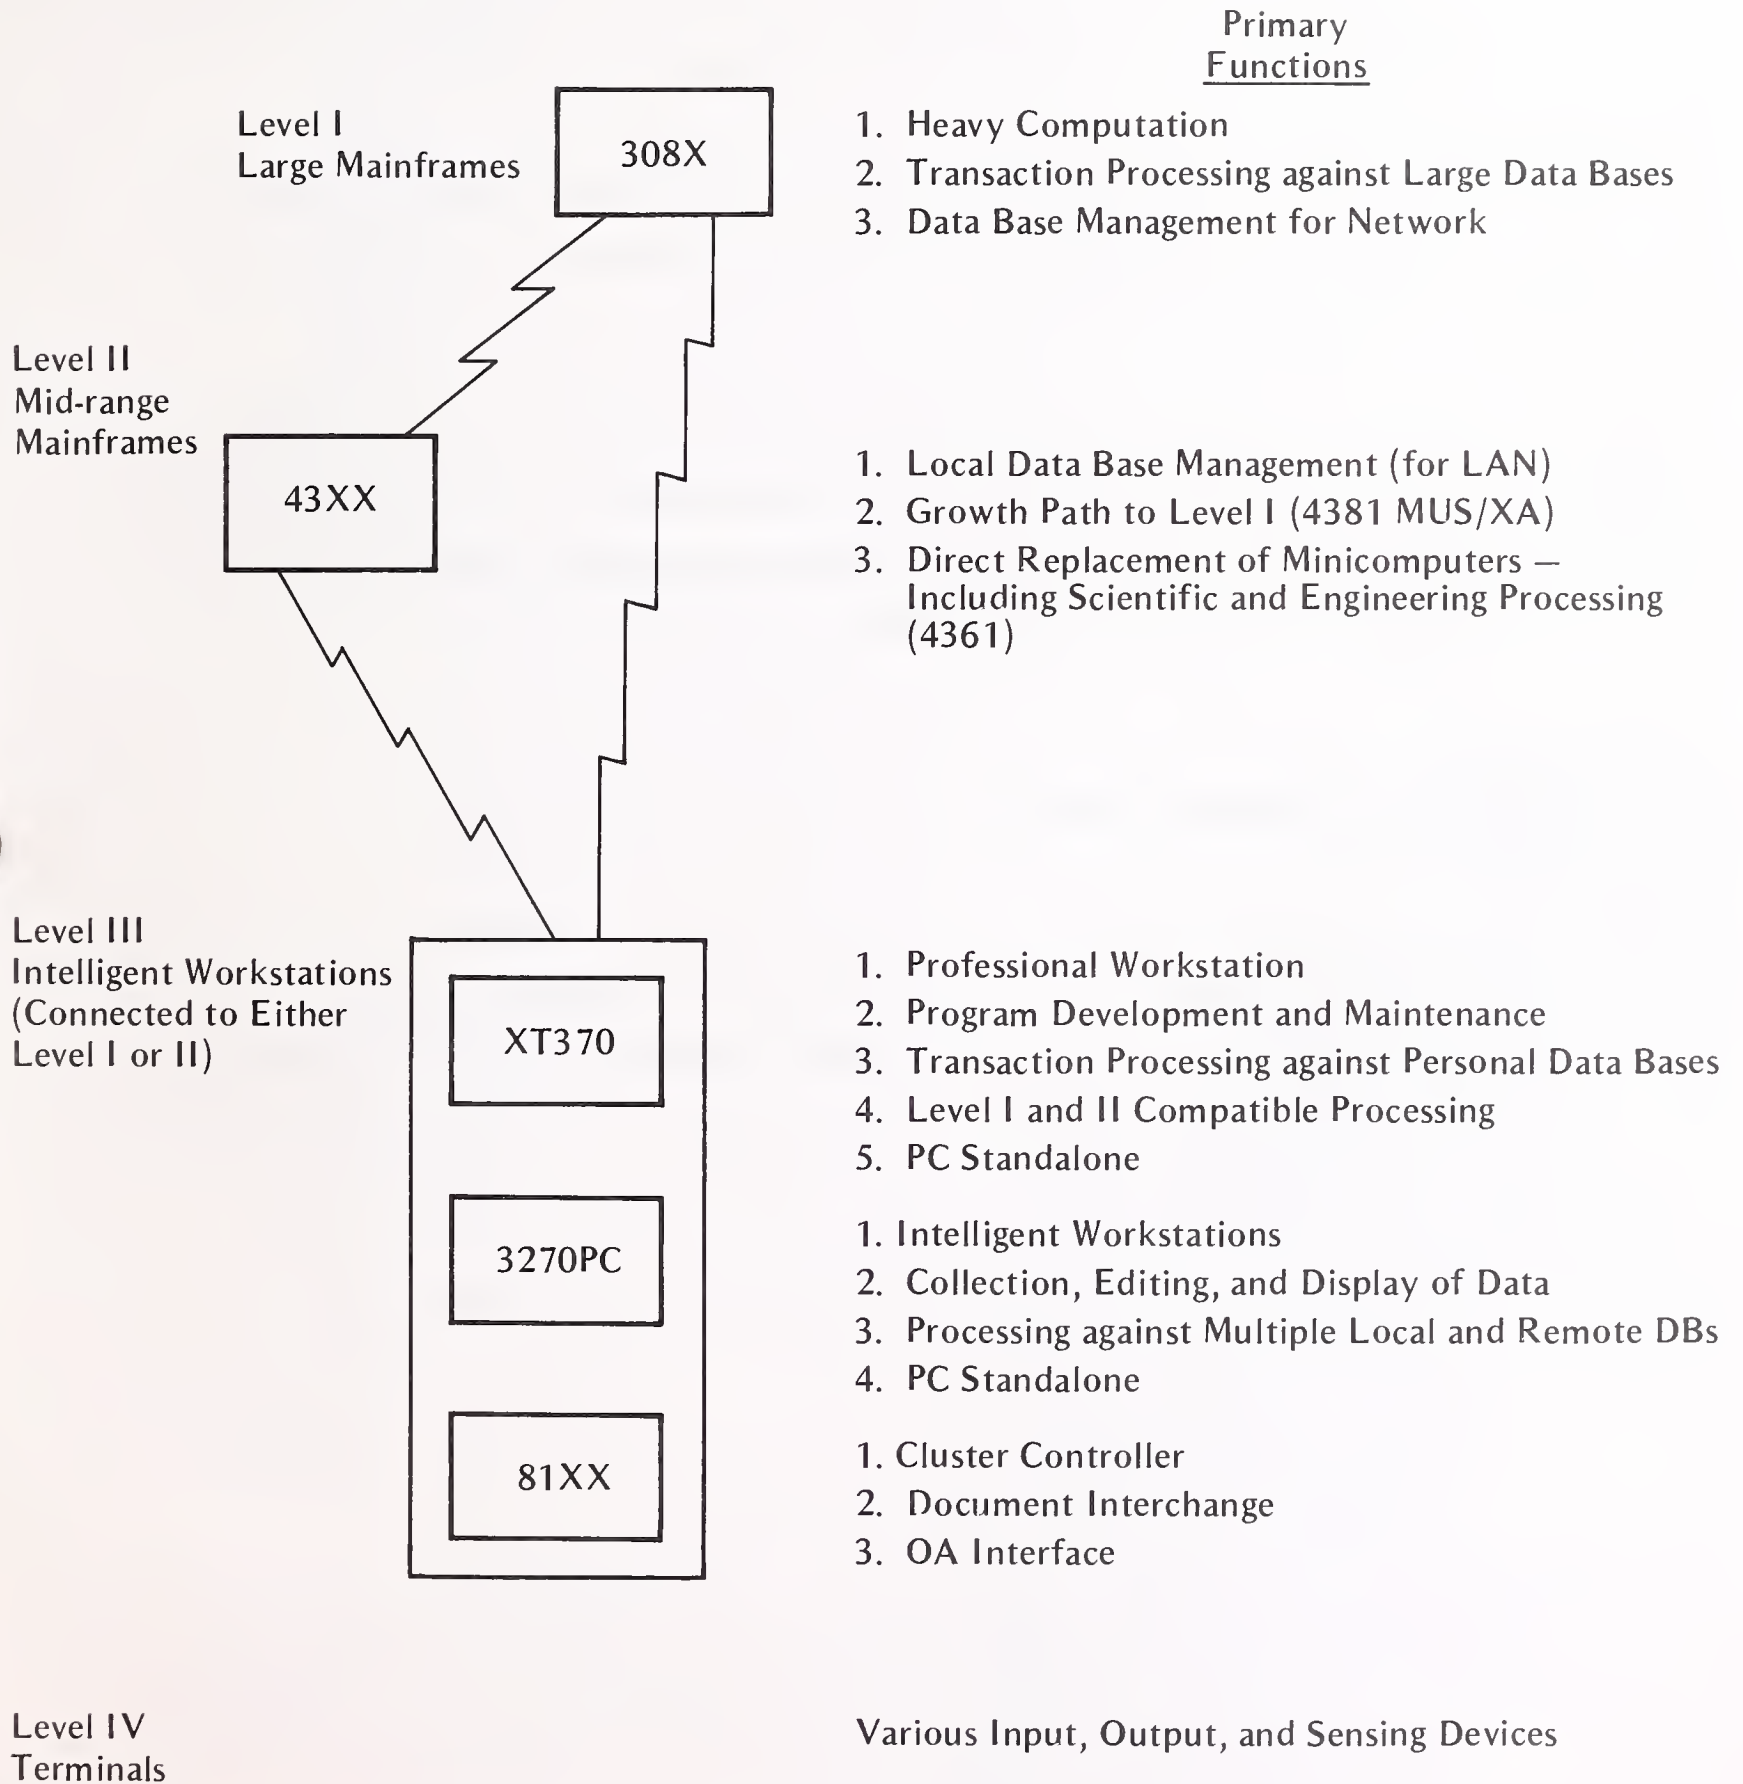 Primary
Functions
Level I
Large Mainframes
308X
1. Heavy Computation
2. Transaction Processing against Large Data Bases
3. Data Base Management for Network
Level II
Mid-range
Mainframes
43XX
1. Local Data Base Management (for LAN)
2. Growth Path to Level I (4381 MUS/XA)
3. Direct Replacement of Minicomputers —
Including Scientific and Engineering Processing
(4361)
Level III
Intelligent Workstations
(Connected to Either
Level I or II)
XT370
1. Professional Workstation
2. Program Development and Maintenance
3. Transaction Processing against Personal Data Bases
4. Level I and II Compatible Processing
5. PC Standalone
3270PC
1. Intelligent Workstations
2. Collection, Editing, and Display of Data
3. Processing against Multiple Local and Remote DBs
4. PC Standalone
81XX
1. Cluster Controller
2. Document Interchange
3. OA Interface
Level IV
Terminals
Various Input, Output, and Sensing Devices